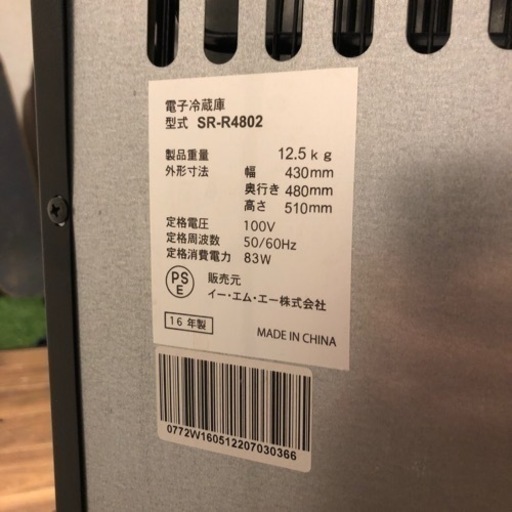 電子冷蔵庫
型式 SR-R4802
製品重量 12.5kg
外形寸法 幅 430mm
奥行き 480mm
高さ 510mm
定格電圧 100V
定格周波数 50/60Hz
定格消費電力 83W
PS
E
販売元
イー・エム・エー株式会社
16年製
MADE IN CHINA
0772W160512207030366